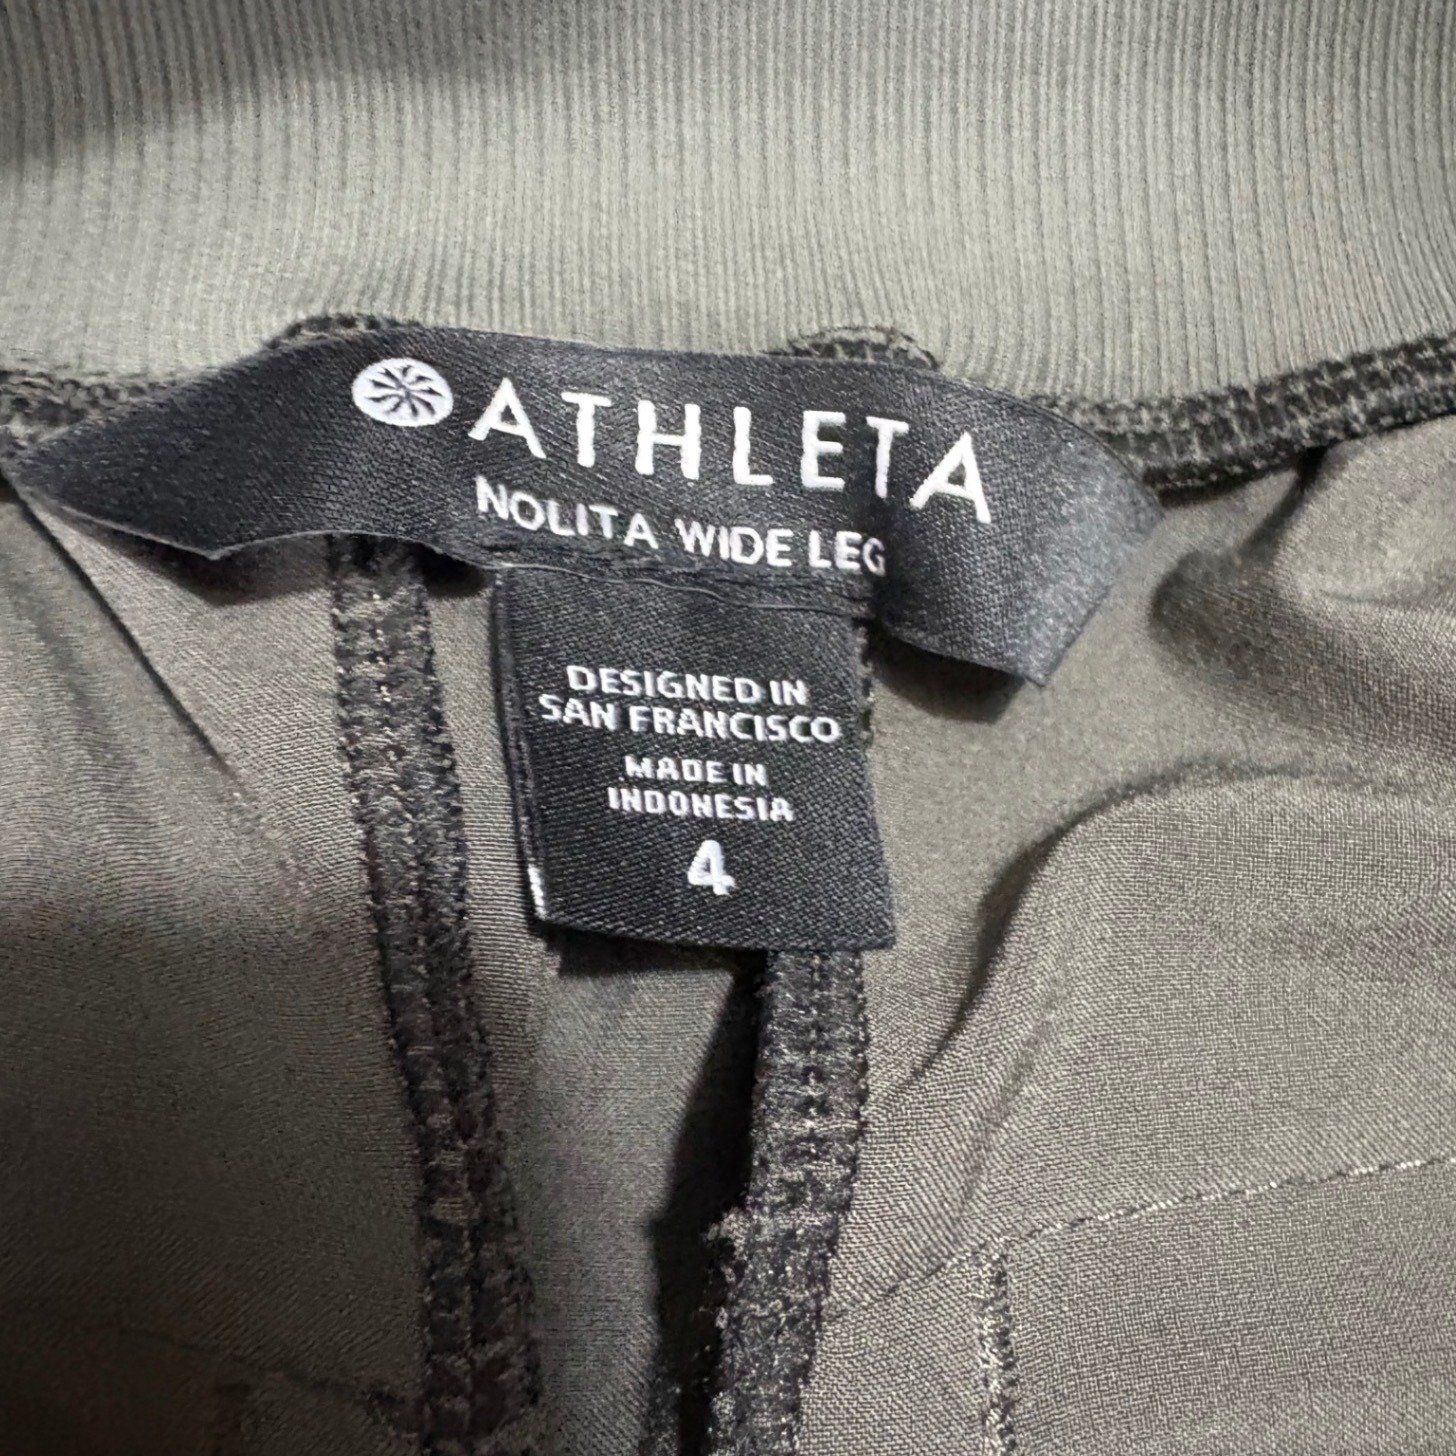 ATHLETA
NOLITA WIDE LEG
DESIGNED IN
SAN FRANCISCO
MADE IN
INDONESIA
4